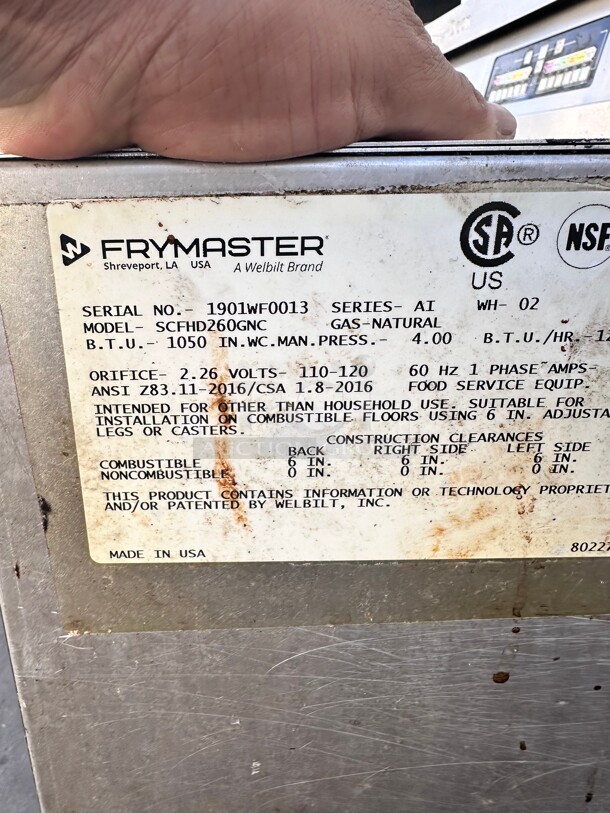 FRYMASTER
Shreveport, LA USA A Welbilt Brand
SA ® NSF
US
SERIAL NO.- 1901WF0013 SERIES- AI WH- 02
MODEL- SCFHD260GNC GAS-NATURAL
B.T.U.- 1050 IN.WC.MAN.PRESS.- 4.00 B.T.U./HR.-12
ORIFICE- 2.26 VOLTS- 110-120 60 HZ 1 PHASE AMPS-
ANSI Z83.11-2016/CSA 1.8-2016 FOOD SERVICE EQUIP.
INTENDED FOR OTHER THAN HOUSEHOLD USE. SUITABLE FOR
INSTALLATION ON COMBUSTIBLE FLOORS USING 6 IN. ADJUSTA
LEGS OR CASTERS.
CONSTRUCTION CLEARANCES
BACK RIGHT SIDE LEFT SIDE
COMBUSTIBLE 6 IN. 6 IN. 6 IN.
NONCOMBUSTIBLE 0 IN. 0 IN. 0 IN.
THIS PRODUCT CONTAINS INFORMATION OR TECHNOLOGY PROPRIET
AND/OR PATENTED BY WELBILT, INC.
MADE IN USA 80227